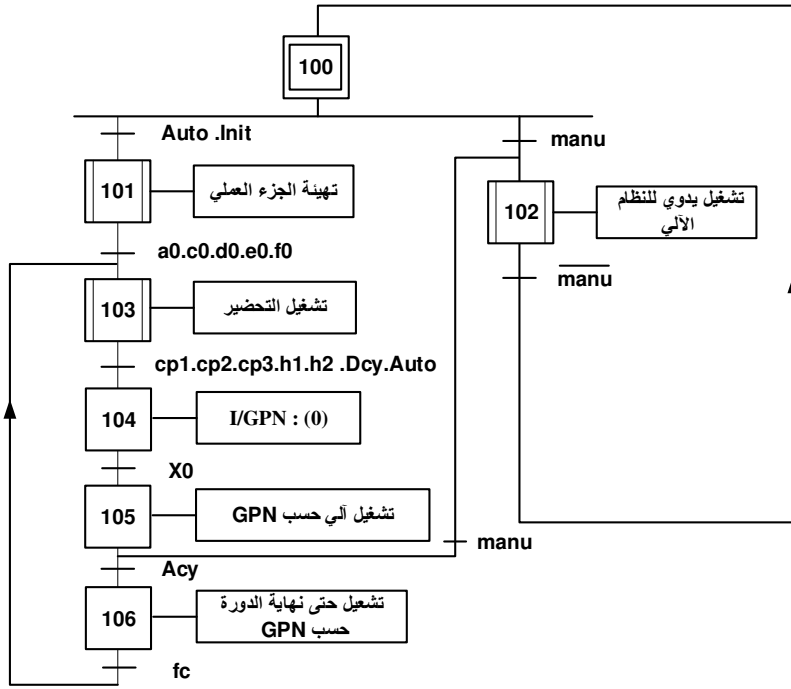 100
Auto .Init
manu
101
تهيئة الجزء العملي
102
تشغيل يدوي للنظام
الآلي
a0.c0.d0.e0.f0
manu
103
تشغيل التحضير
cp1.cp2.cp3.h1.h2 .Dcy.Auto
104
I/GPN : (0)
X0
105
تشغيل آلي حسب GPN
manu
Acy
106
تشعيل حتى نهاية الدورة
حسب GPN
fc